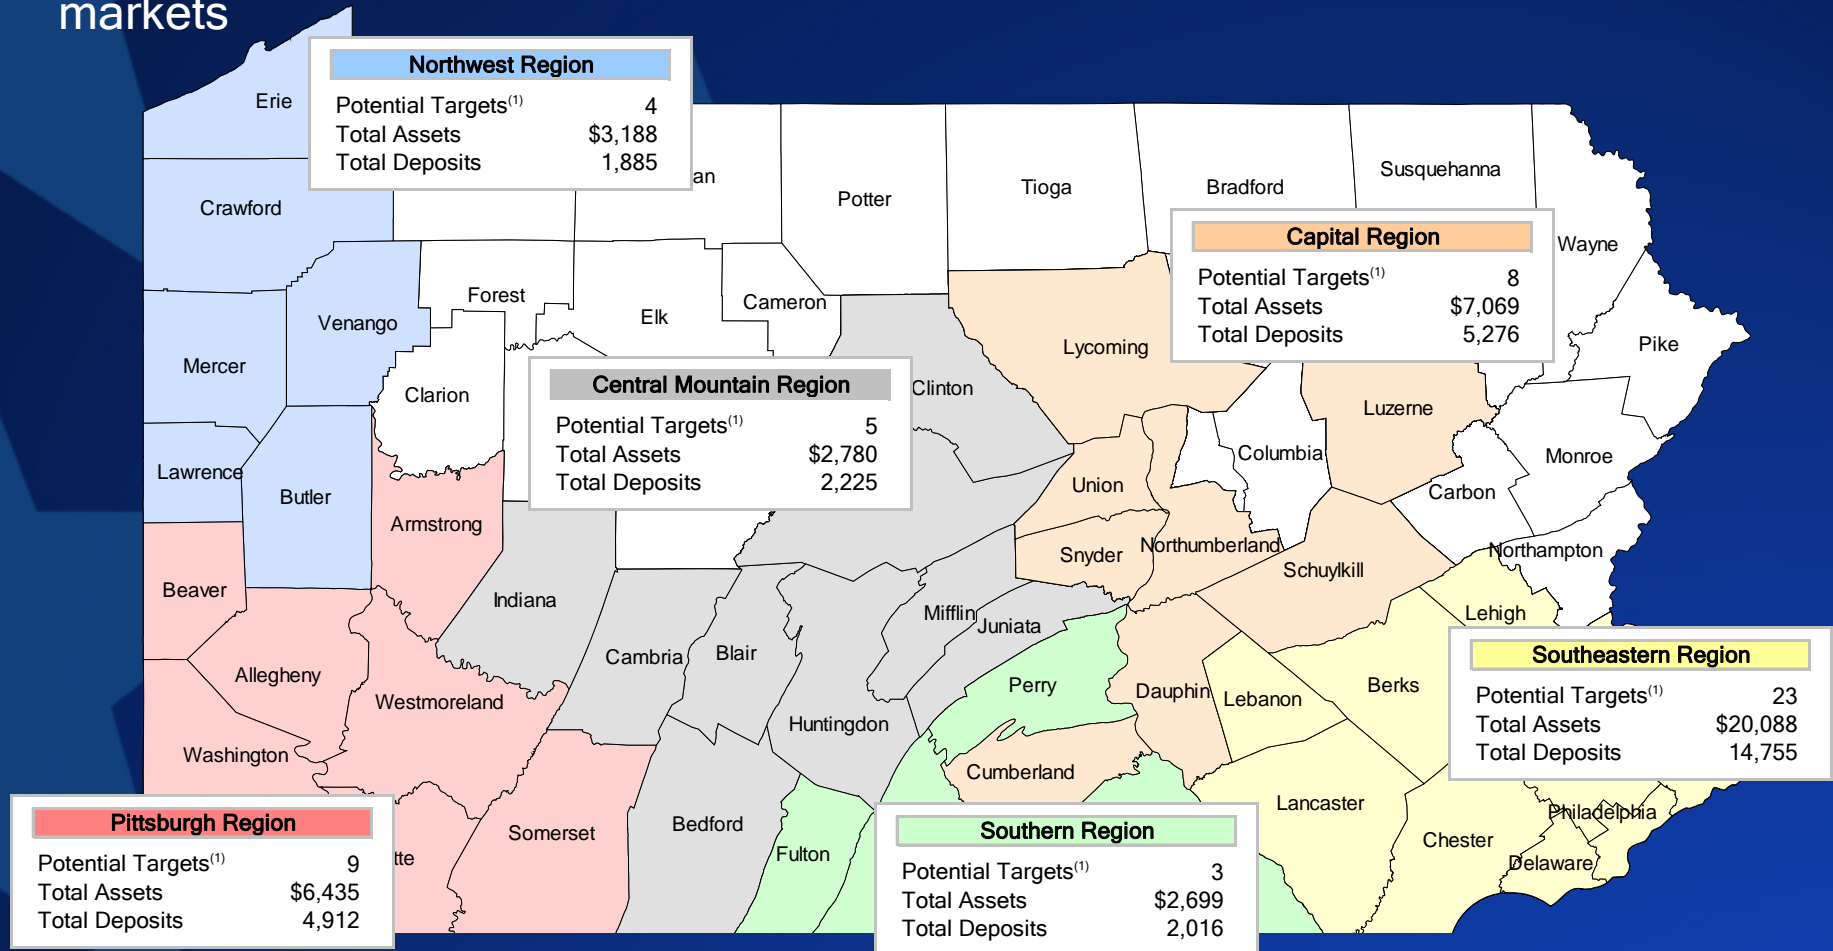 markets
Northwest Region
Potential Targets(1) 4
Total Assets $3,188
Total Deposits 1,885
Erie
an
Susquehanna
Tioga
Bradford
Potter
Crawford
Capital Region
Potential Targets(1) 8
Total Assets $7,069
Total Deposits 5,276
Wayne
Forest
Cameron
Elk
Venango
Pike
Lycoming
Mercer
Central Mountain Region
Potential Targets(1) 5
Total Assets $2,780
Total Deposits 2,225
Clinton
Clarion
Luzerne
Columbia
Monroe
Lawrence
Union
Carbon
Butler
Armstrong
Northumberland
Northampton
Snyder
Schuylkill
Beaver
Indiana
Mifflin
Lehigh
Juniata
Blair
Cambria
Southeastern Region
Potential Targets(1) 23
Total Assets $20,088
Total Deposits 14,755
Allegheny
Perry
Berks
Dauphin
Lebanon
Westmoreland
Huntingdon
Washington
Cumberland
Lancaster
Philadelphia
Pittsburgh Region
Potential Targets(1) 9
Total Assets $6,435
Total Deposits 4,912
Bedford
Somerset
Southern Region
Potential Targets(1) 3
Total Assets $2,699
Total Deposits 2,016
Chester
Fulton
tte
Delaware